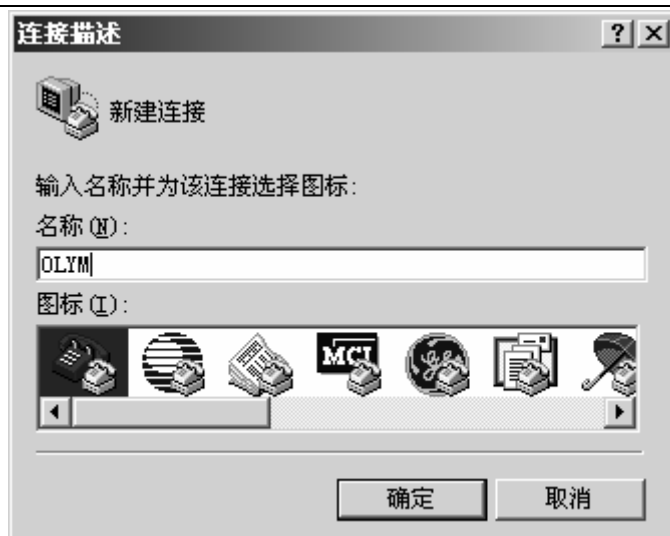 连接描述
新建连接
输入名称并为该连接选择图标:
名称(N):
OLYM
图标(I):
MCI
确定 取消